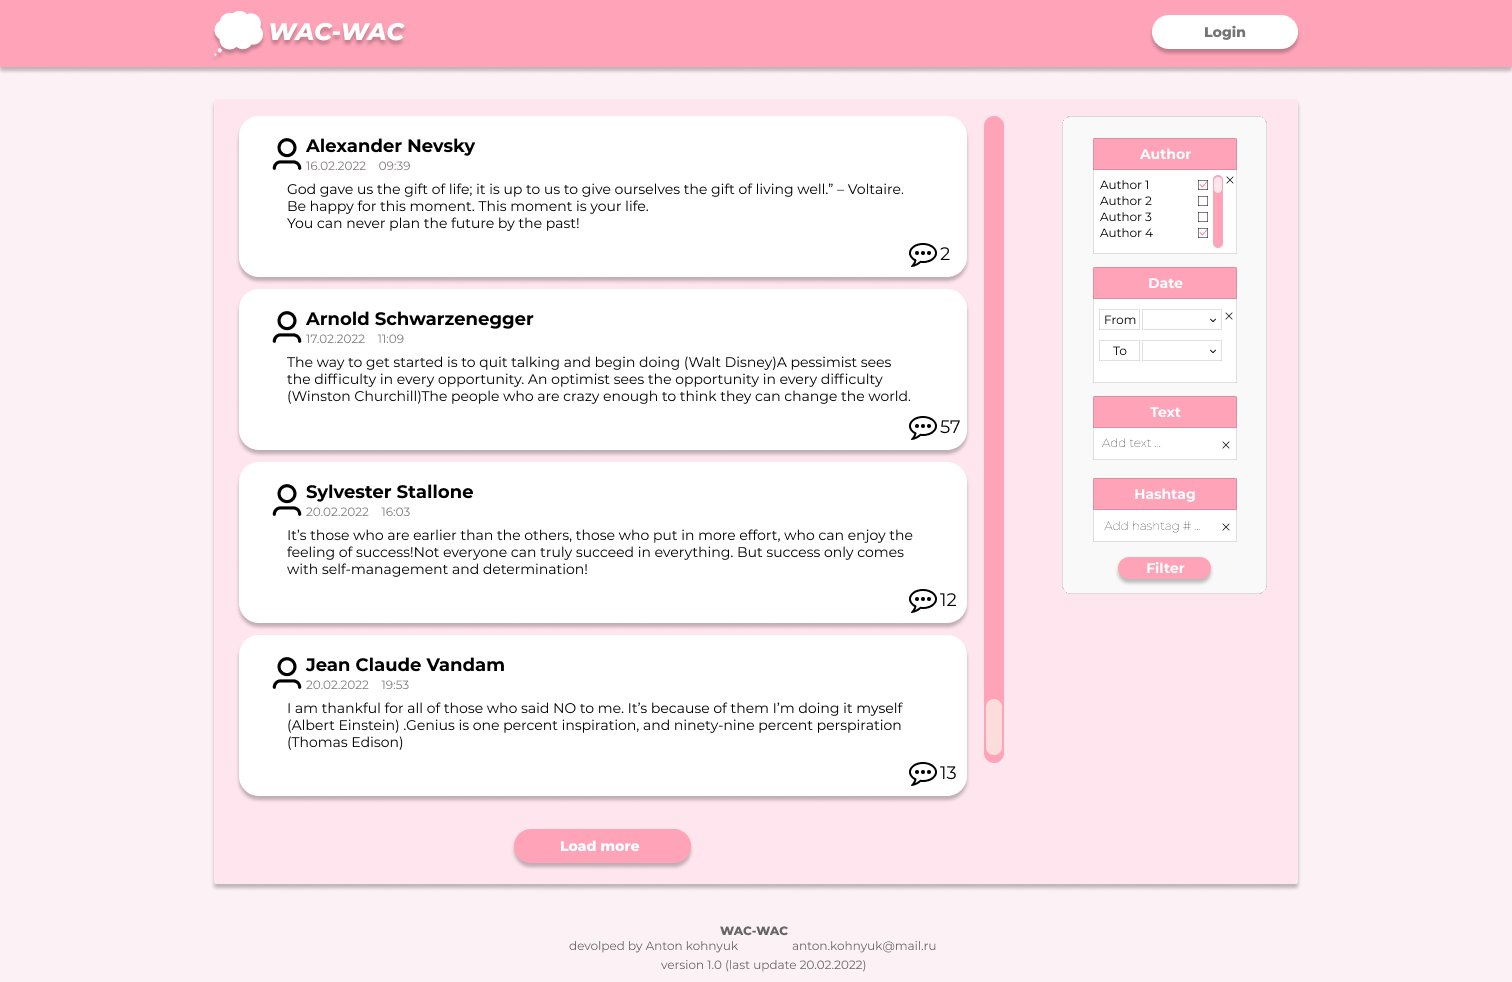 WAC-WAC
Login
Alexander Nevsky
16.02.2022 09:39
God gave us the gift of life; it is up to us to give ourselves the gift of living well.” – Voltaire.
Be happy for this moment. This moment is your life.
You can never plan the future by the past!
2
Arnold Schwarzenegger
17.02.2022 11:09
The way to get started is to quit talking and begin doing (Walt Disney)A pessimist sees
the difficulty in every opportunity. An optimist sees the opportunity in every difficulty
(Winston Churchill)The people who are crazy enough to think they can change the world.
57
Sylvester Stallone
20.02.2022 16:03
It’s those who are earlier than the others, those who put in more effort, who can enjoy the
feeling of success!Not everyone can truly succeed in everything. But success only comes
with self-management and determination!
12
Jean Claude Vandam
20.02.2022 19:53
I am thankful for all of those who said NO to me. It’s because of them I’m doing it myself
(Albert Einstein) .Genius is one percent inspiration, and ninety-nine percent perspiration
(Thomas Edison)
13
Load more
Author
Author 1
Author 2
Author 3
Author 4
Date
From
To
Text
Add text ...
Hashtag
Add hashtag # ...
Filter
WAC-WAC
devolped by Anton kohnyuk anton.kohnyuk@mail.ru
version 1.0 (last update 20.02.2022)